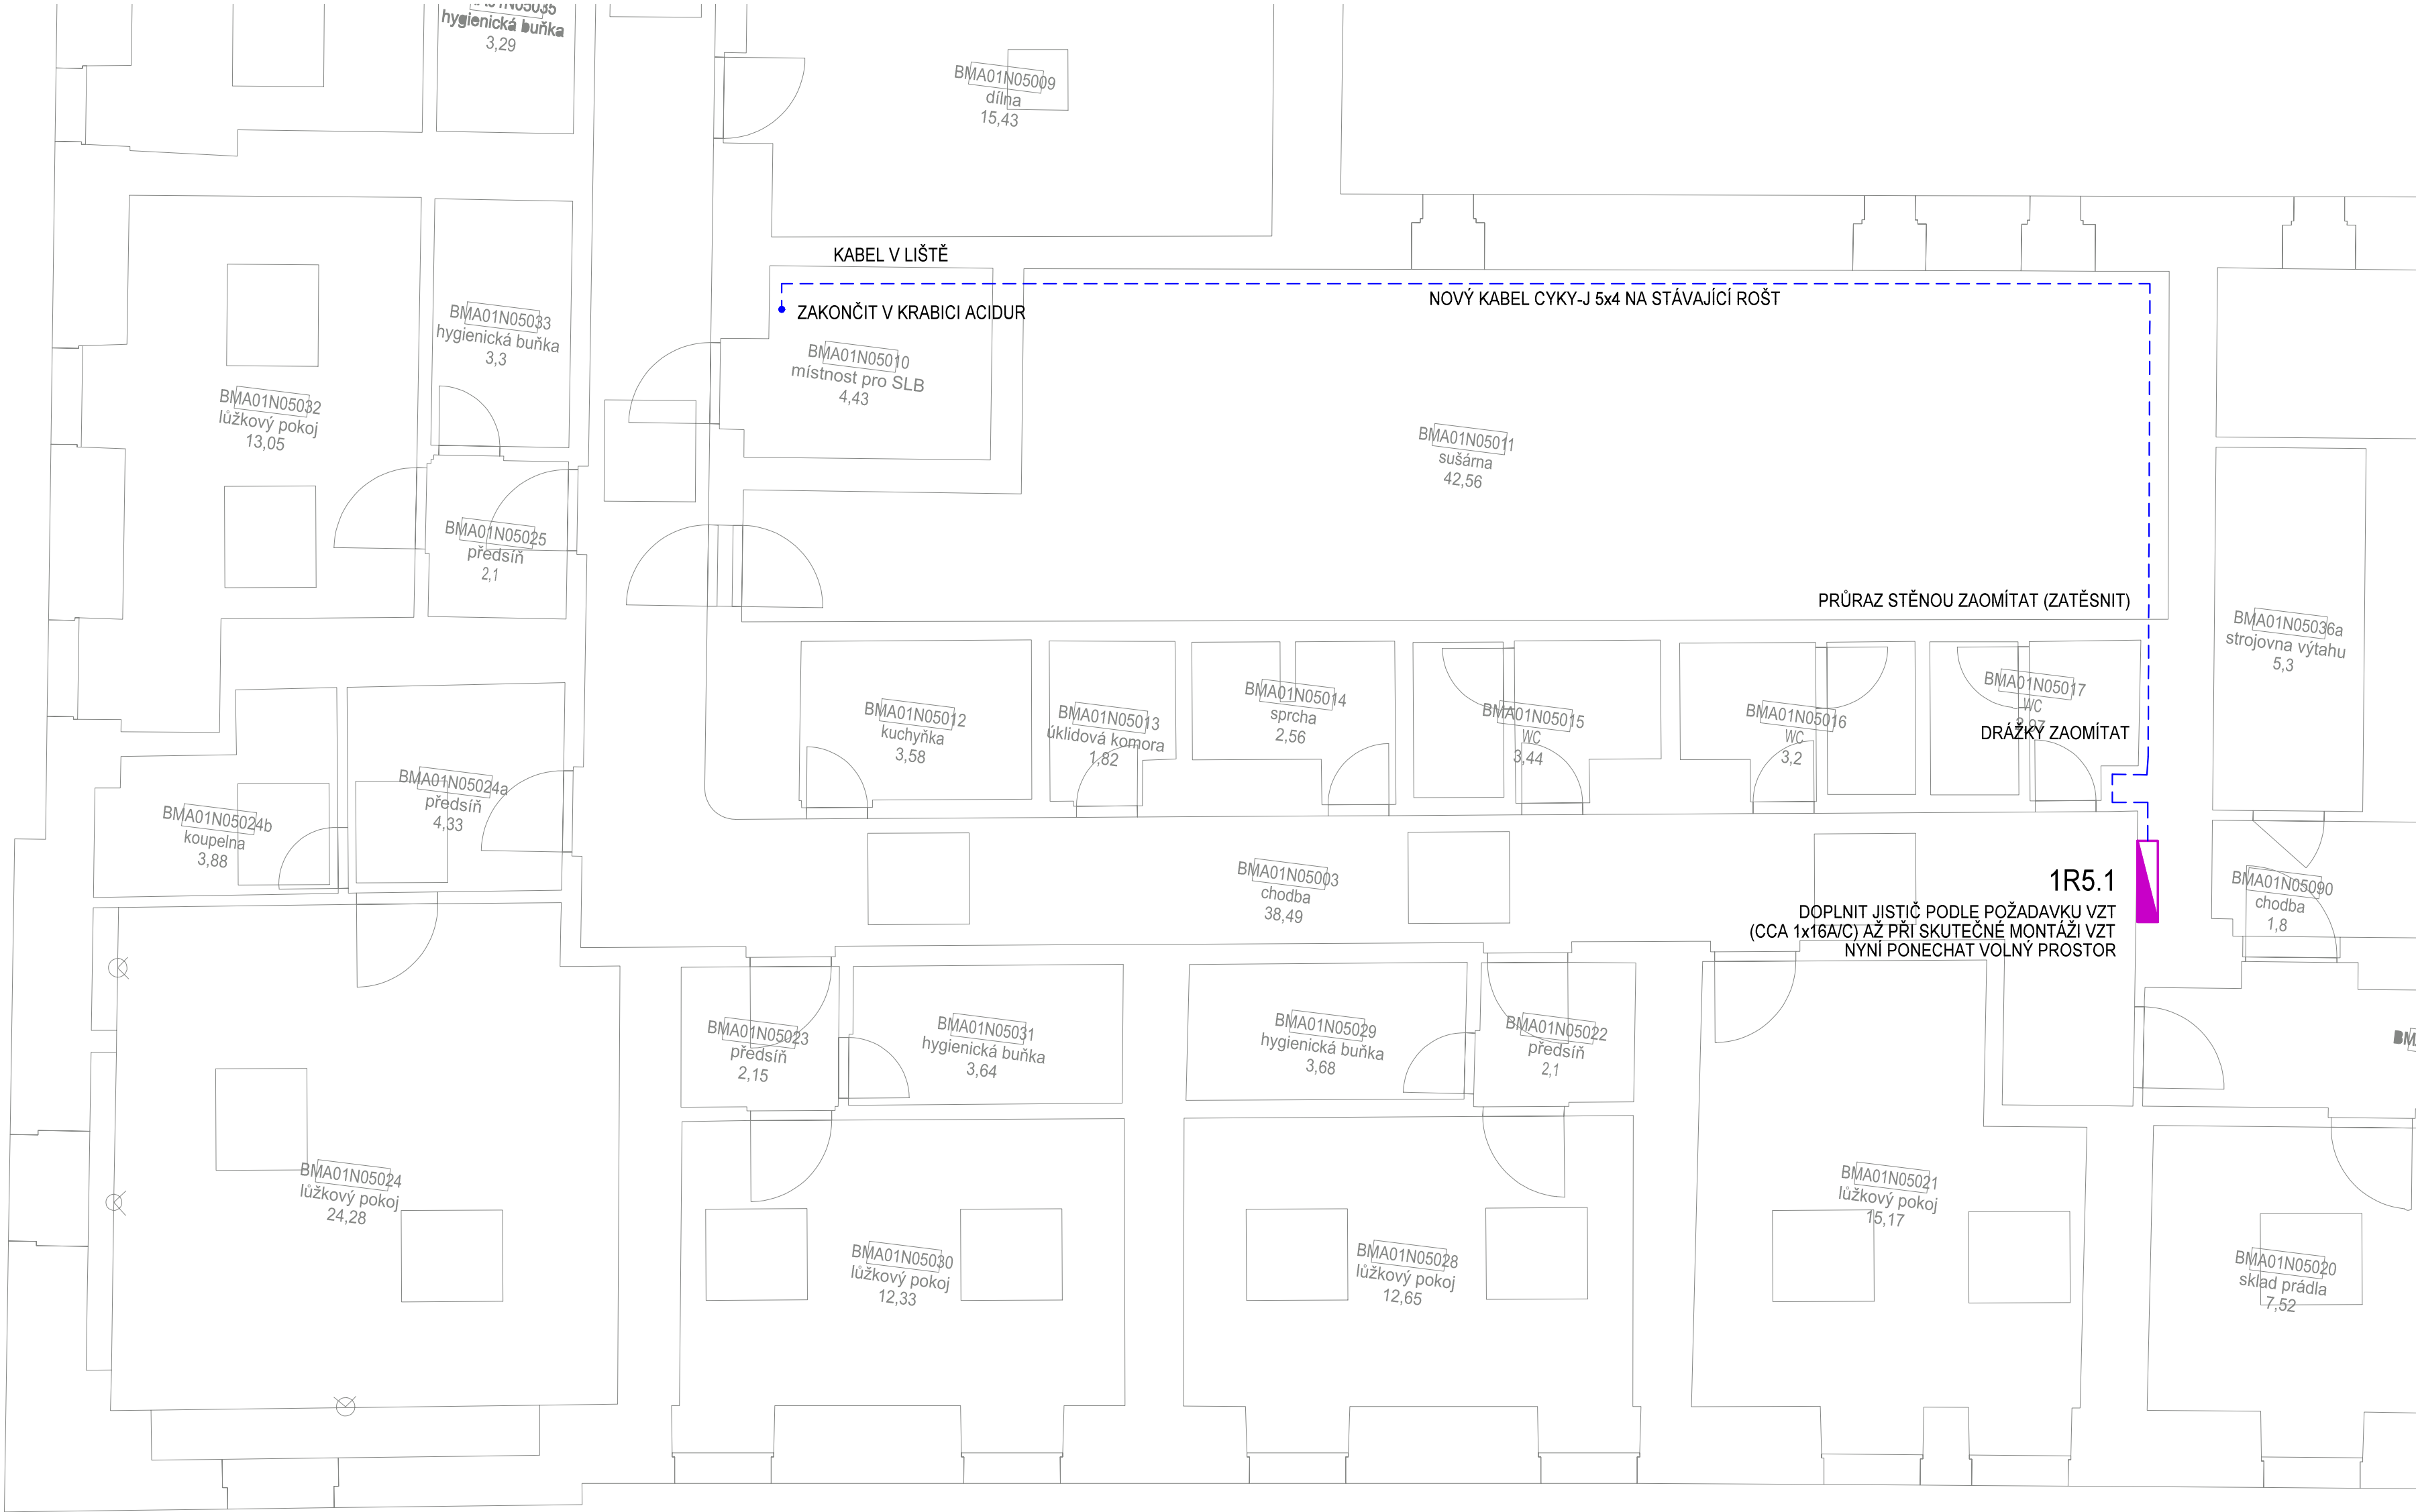 hygienická buňka
3,29
BMA01N05009
dílna
15,43
KABEL V LIŠTĚ
ZAKONČIT V KRABICI ACIDUR
NOVÝ KABEL CYKY-J 5x4 NA STÁVAJÍCÍ ROŠT
BMA01N05033
hygienická buňka
3,3
BMA01N05010
místnost pro SLB
4,43
BMA01N05032
lůžkový pokoj
13,05
BMA01N05011
sušárna
42,56
BMA01N05025
předsíň
2,1
PRŮRAZ STĚNOU ZAOMÍTAT (ZATĚSNIT)
BMA01N05036a
strojovna výtahu
5,3
BMA01N05012
kuchyňka
3,58
BMA01N05013
úklidová komora
1,82
BMA01N05014
sprcha
2,56
BMA01N05015
WC
3,44
BMA01N05016
WC
3,2
BMA01N05017
WC
DRÁŽKY ZAOMÍTAT
BMA01N05024a
předsíň
4,33
BMA01N05024b
koupelna
3,88
BMA01N05003
chodba
38,49
1R5.1
DOPLNIT JISTIČ PODLE POŽADAVKU VZT
(CCA 1x16A/C) AŽ PŘI SKUTEČNÉ MONTÁŽI VZT
NYNÍ PONECHAT VOLNÝ PROSTOR
BMA01N05090
chodba
1,8
BMA01N05023
předsíň
2,15
BMA01N05031
hygienická buňka
3,64
BMA01N05029
hygienická buňka
3,68
BMA01N05022
předsíň
2,1
BMA01N05024
lůžkový pokoj
24,28
BMA01N05030
lůžkový pokoj
12,33
BMA01N05028
lůžkový pokoj
12,65
BMA01N05021
lůžkový pokoj
15,17
BMA01N05020
sklad prádla
7,52